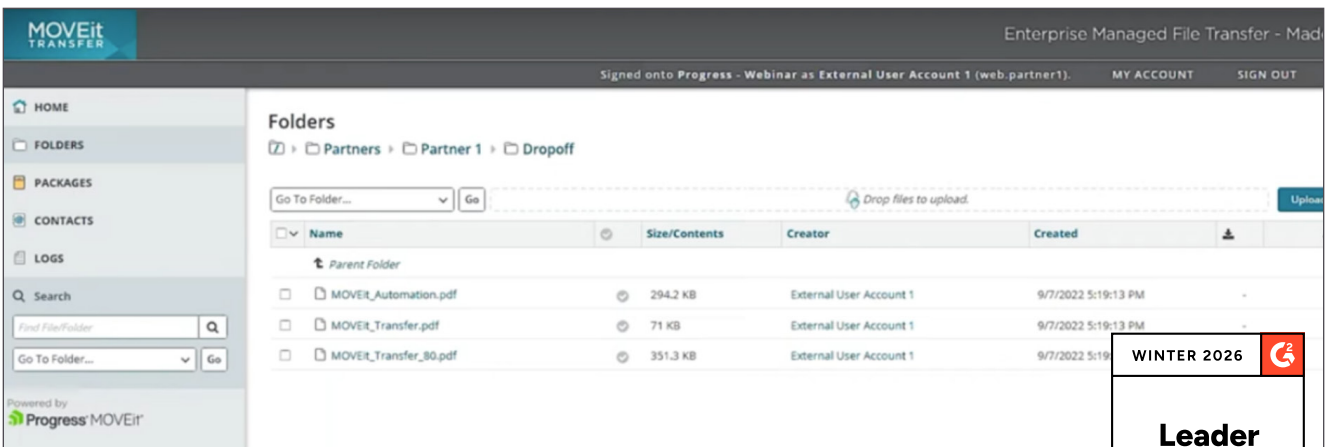 MOVEit
TRANSFER
Enterprise Managed File Transfer - Mad
Signed onto Progress - Webinar as External User Account 1 (web.partner1). MY ACCOUNT SIGN OUT
HOME
FOLDERS
PACKAGES
CONTACTS
LOGS
Search
Find File/Folder
Go To Folder... Go
Powered by
Progress MOVEit
Folders
Partners Partner 1 Dropoff
Go To Folder... Go Drop files to upload. Uploa
Name Size/Contents Creator Created
Parent Folder
MOVEit_Automation.pdf 294.2 KB External User Account 1 9/7/2022 5:19:13 PM -
MOVEit_Transfer.pdf 71 KB External User Account 1 9/7/2022 5:19:13 PM -
MOVEit_Transfer_80.pdf 351.3 KB External User Account 1 9/7/2022 5:19
WINTER 2026 G2
Leader